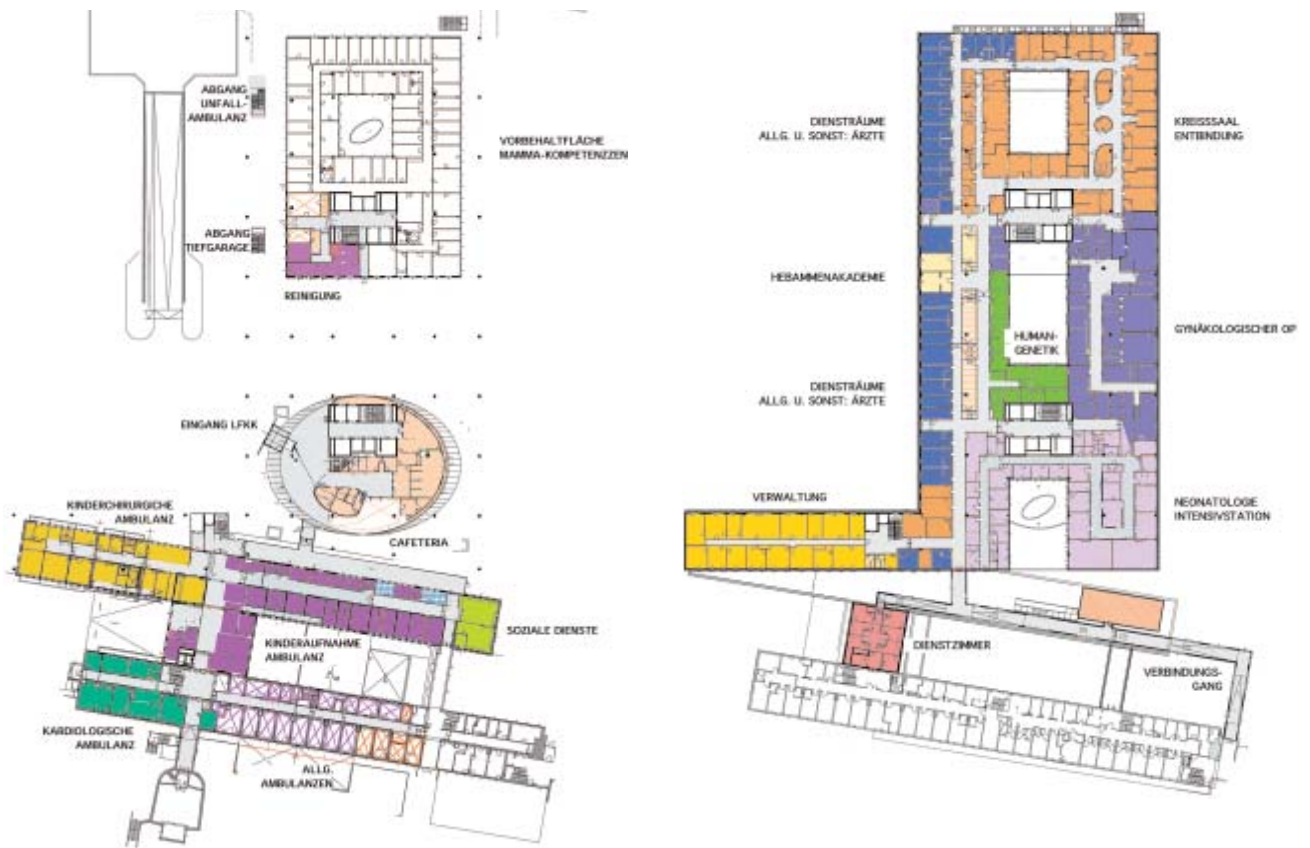 ABGANG
UNFALL-
AMBULANZ
VORBEHALTFLÄCHE
MAMMA-KOMPETENZZEN
ABGANG
TIEFGARAGE
REINIGUNG
EINGANG LFKK
CAFETERIA
KINDERCHIRURGICHE
AMBULANZ
SOZIALE DIENSTE
KINDERAUFNAHME
AMBULANZ
KARDIOLOGISCHE
AMBULANZ
ALLG.
AMBULANZEN
DIENSTRÄUME
ALLG. U. SONST: ÄRZTE
KREISSSAAL
ENTBINDUNG
HEBAMMENAKADEMIE
HUMAN-
GENETIK
GYNÄKOLOGISCHER OP
DIENSTRÄUME
ALLG. U. SONST: ÄRZTE
VERWALTUNG
NEONATOLOGIE
INTENSIVSTATION
DIENSTZIMMER
VERBINDUNGS-
GANG